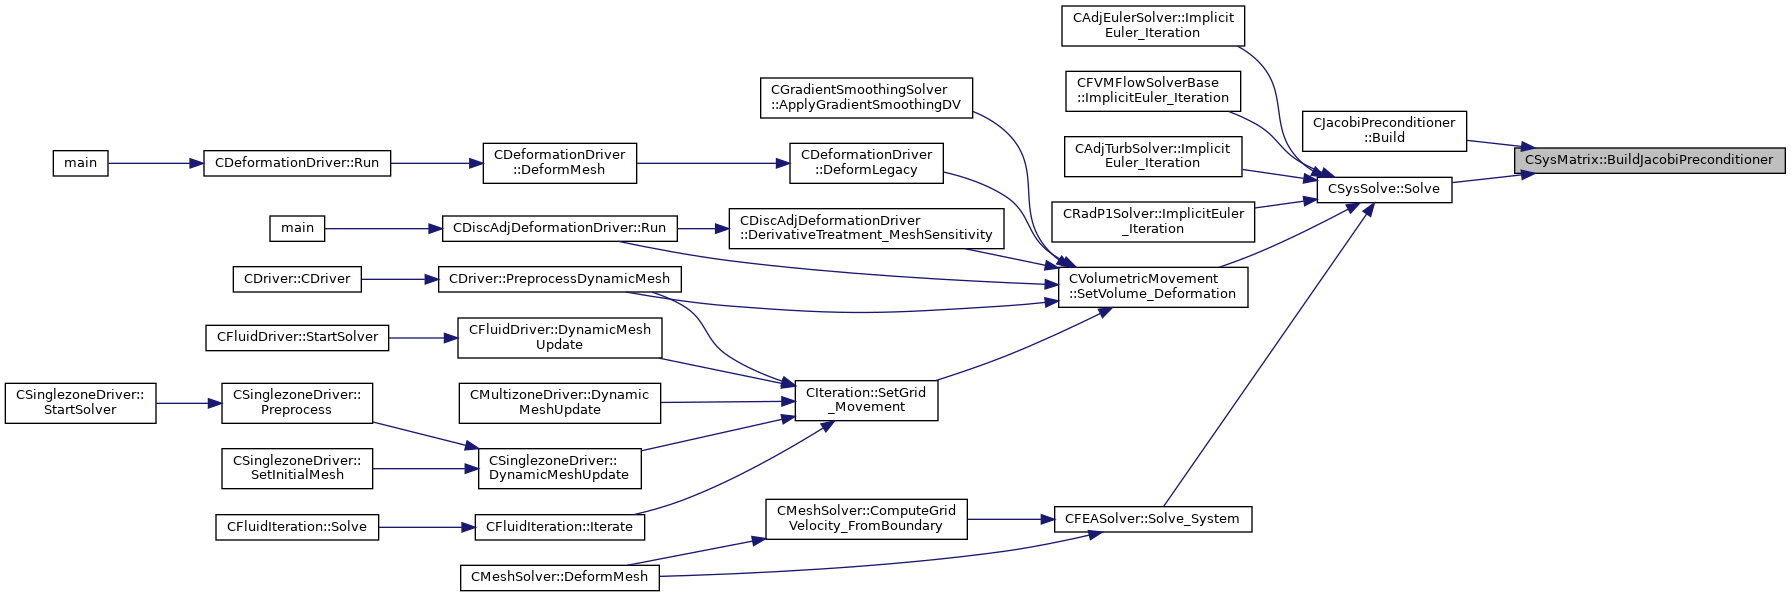 CAdjEulerSolver::Implicit
Euler_Iteration
CFVMFlowSolverBase
::ImplicitEuler_Iteration
CGradientSmoothingSolver
::ApplyGradientSmoothingDV
CJacobiPreconditioner
::Build
CAdjTurbSolver::Implicit
Euler_Iteration
CSysMatrix::BuildJacobiPreconditioner
main
CDeformationDriver::Run
CDeformationDriver
::DeformMesh
CDeformationDriver
::DeformLegacy
CSysSolve::Solve
CRadP1Solver::ImplicitEuler
_Iteration
main
CDiscAdjDeformationDriver::Run
CDiscAdjDeformationDriver
::DerivativeTreatment_MeshSensitivity
CDriver::CDriver
CDriver::PreprocessDynamicMesh
CVolumetricMovement
::SetVolume_Deformation
CFluidDriver::StartSolver
CFluidDriver::DynamicMesh
Update
CSinglezoneDriver::
StartSolver
CSinglezoneDriver::
Preprocess
CMultizoneDriver::Dynamic
MeshUpdate
CIteration::SetGrid
_Movement
CSinglezoneDriver::
SetInitialMesh
CSinglezoneDriver::
DynamicMeshUpdate
CFluidIteration::Solve
CFluidIteration::Iterate
CMeshSolver::ComputeGrid
Velocity_FromBoundary
CFEASolver::Solve_System
CMeshSolver::DeformMesh